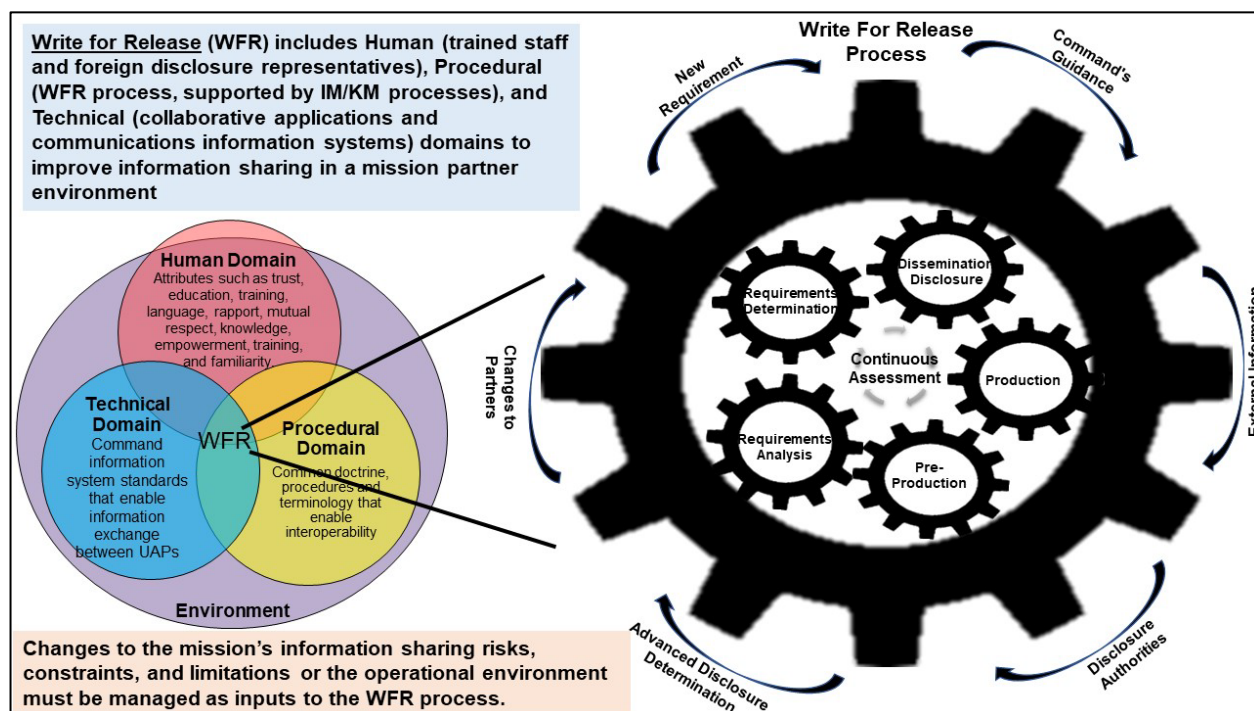 Write for Release (WFR) includes Human (trained staff
and foreign disclosure representatives), Procedural
(WFR process, supported by IM/KM processes), and
Technical (collaborative applications and
communications information systems) domains to
improve information sharing in a mission partner
environment
Human Domain
Attributes such as trust,
education, training,
language, rapport, mutual
respect, knowledge,
empowerment, training,
and familiarity.
Technical
Domain
Command
information
system standards
that enable
information
exchange
between UAPs
WFR
Procedural
Domain
Common doctrine,
procedures and
terminology that
enable
interoperability
Environment
Changes to the mission's information sharing risks,
constraints, and limitations or the operational environment
must be managed as inputs to the WFR process.
Write For Release
Process
New
Requirement
Command's
Guidance
External Information
Disclosure
Authorities
Advanced Disclosure
Determination
Changes to
Partners
Dissemination
Disclosure
Requirements
Determination
Continuous
Assessment
Production
Requirements
Analysis
Pre-
Production